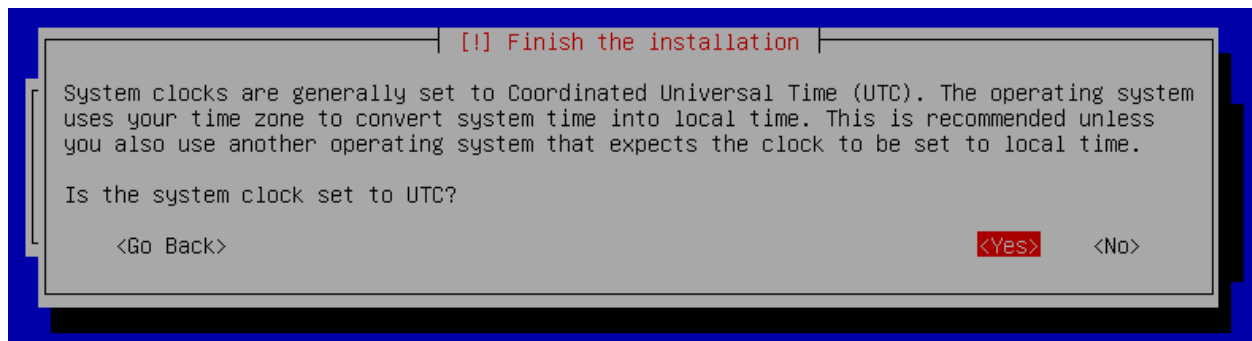 [!] Finish the installation
System clocks are generally set to Coordinated Universal Time (UTC). The operating system
uses your time zone to convert system time into local time. This is recommended unless
you also use another operating system that expects the clock to be set to local time.
Is the system clock set to UTC?
<Go Back> <Yes> <No>